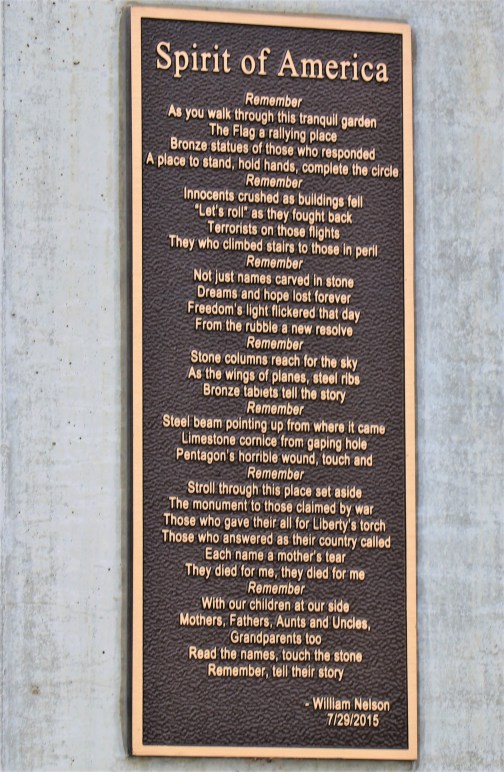 Spirit of America
Remember
As you walk through this tranquil garden
The Flag a rallying place
Bronze statues of those who responded
A place to stand, hold hands, complete the circle
Remember
Innocents crushed as buildings fell
"Let's roll" as they fought back
Terrorists on those flights
They who climbed stairs to those in peril
Remember
Not just names carved in stone
Dreams and hope lost forever
Freedom's light flickered that day
From the rubble a new resolve
Remember
Stone columns reach for the sky
As the wings of planes, steel ribs
Bronze tablets tell the story
Remember
Steel beam pointing up from where it came
Limestone cornice from gaping hole
Pentagon's horrible wound, touch and
Remember
Stroll through this place set aside
The monument to those claimed by war
Those who gave their all for Liberty's torch
Those who answered as their country called
Each name a mother's tear
They died for me, they died for me
Remember
With our children at our side
Mothers, Fathers, Aunts and Uncles,
Grandparents too
Read the names, touch the stone
Remember, tell their story
- William Nelson
7/29/2015